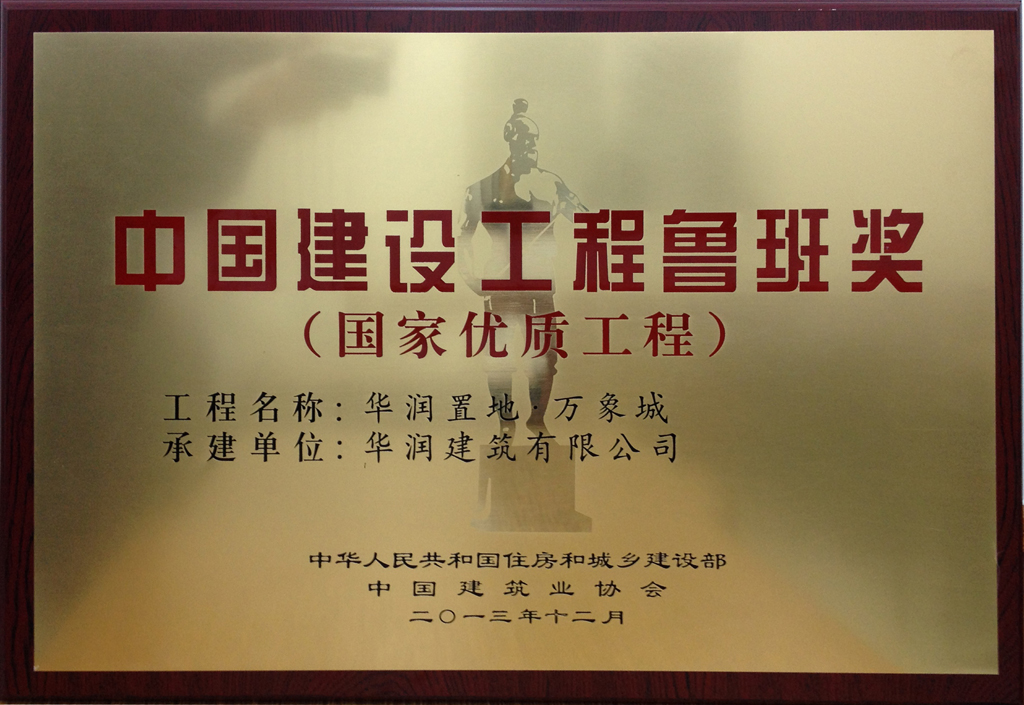 中国建设工程鲁班奖
（国家优质工程）
工程名称：华润置地·万象城
承建单位：华润建筑有限公司
中华人民共和国住房和城乡建设部
中国建筑业协会
二〇一三年十二月